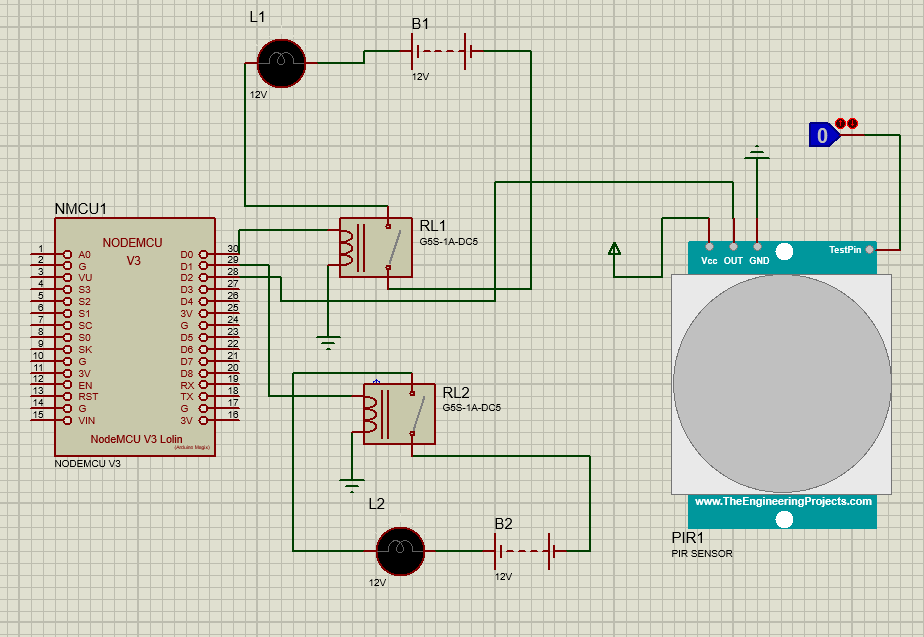 L1
B1
12V
12V
0
NMCU1
NODEMCU
V3
1 A0 D0 30
2 G D1 29
3 VU D2 28
4 S3 D3 27
5 S2 D4 26
6 S1 3V 25
7 SC G 24
8 S0 D5 23
9 SK D6 22
10 G D7 21
11 3V D8 20
12 EN RX 19
13 RST TX 18
14 G G 17
15 VIN 3V 16
NodeMCU V3 Lolin
(Arduino Magix)
NODEMCU V3
RL1
G5S-1A-DC5
RL2
G5S-1A-DC5
TestPin
Vcc OUT GND
www.TheEngineeringProjects.com
PIR1
PIR SENSOR
L2
B2
12V
12V